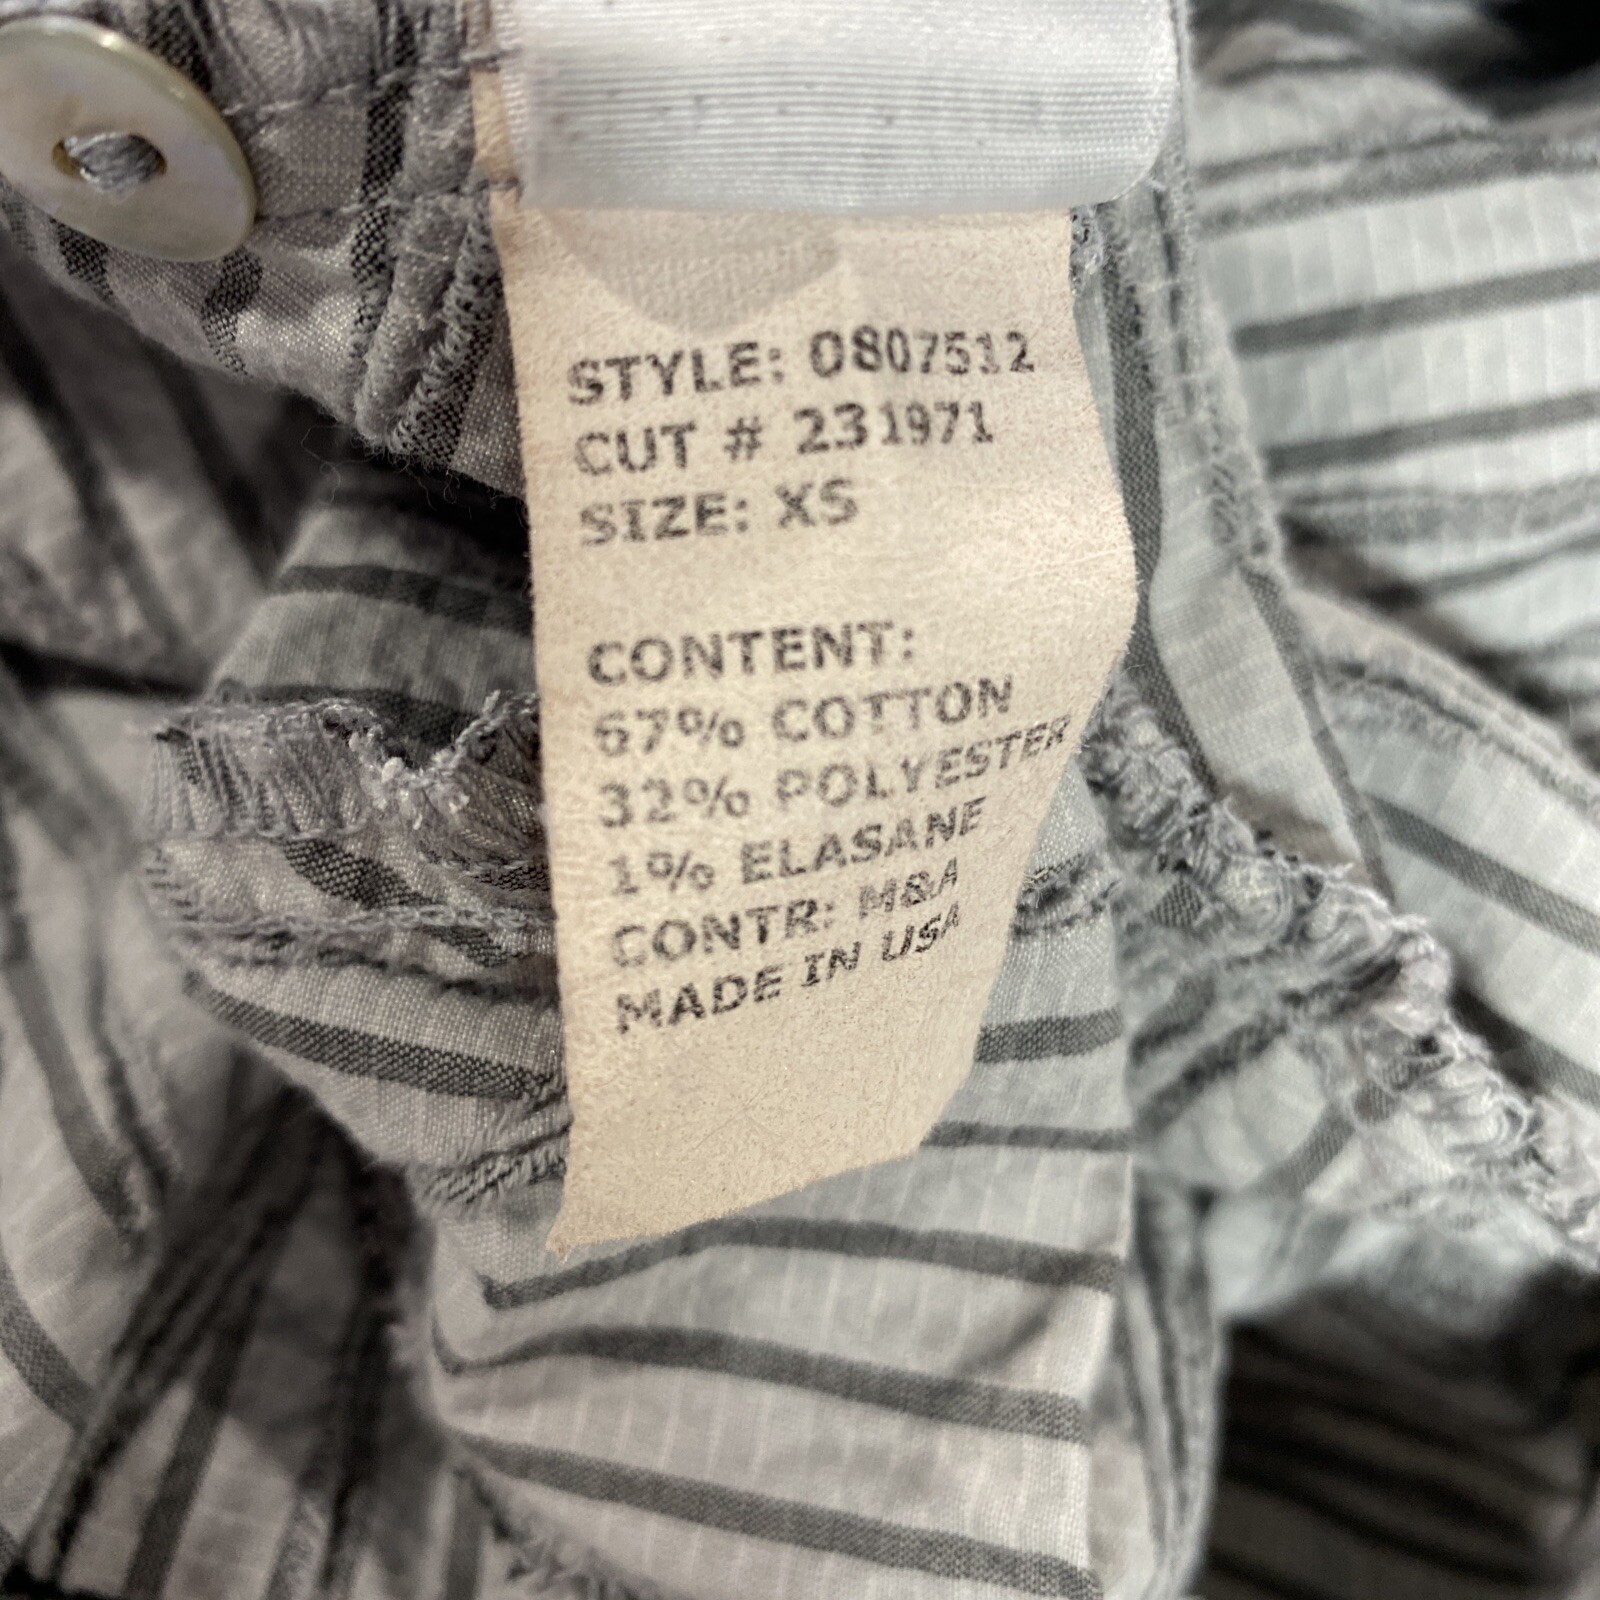 STYLE: 0807512
CUT # 231971
SIZE: XS
CONTENT:
67% COTTON
32% POLYESTER
1% ELASANE
CONTR: M&A
MADE IN USA